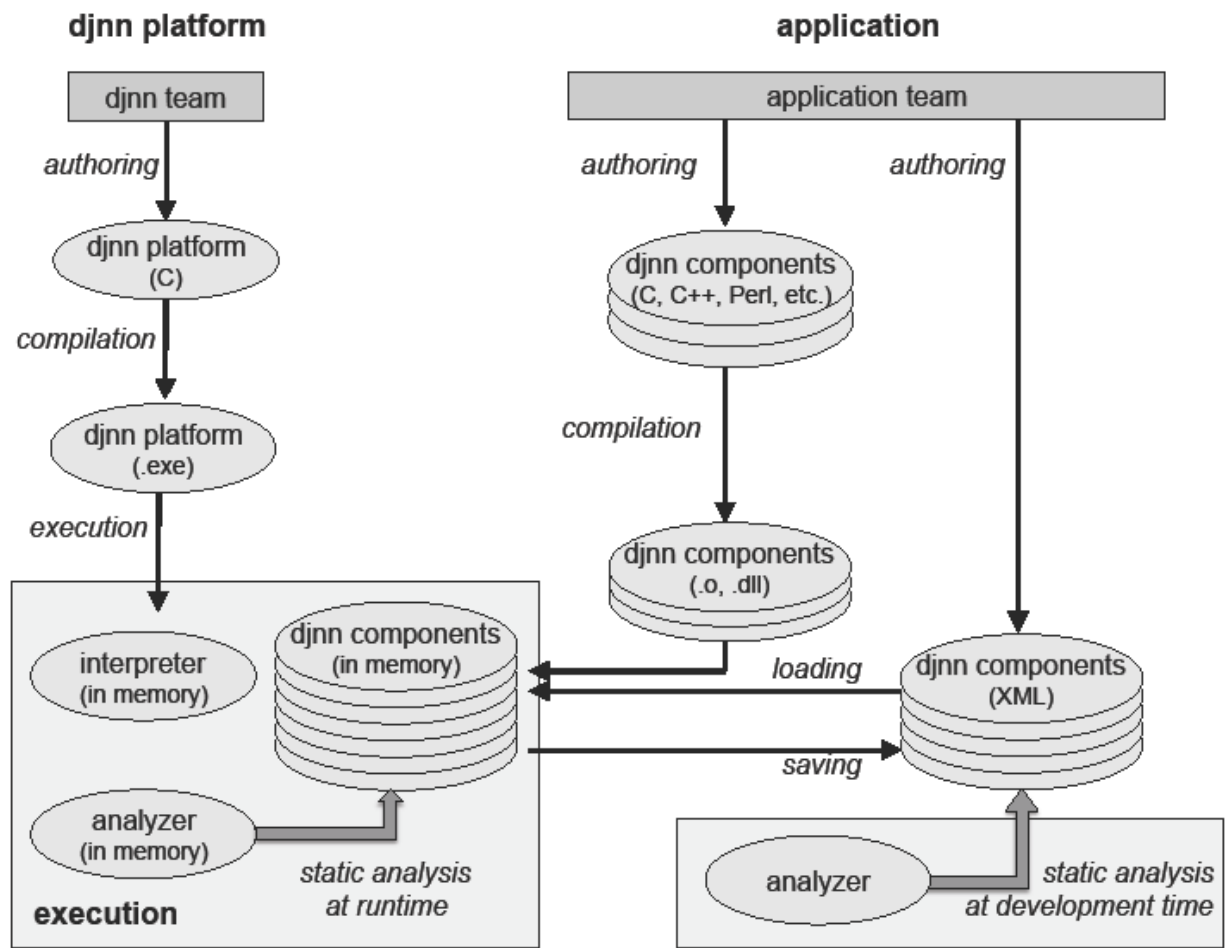 djnn platform
application
djnn team
application team
authoring
authoring
authoring
djnn platform
(C)
djnn components
(C, C++, Perl, etc.)
compilation
compilation
djnn platform
(.exe)
execution
djnn components
(.o, .dll)
djnn components
(in memory)
interpreter
(in memory)
loading
djnn components
(XML)
saving
analyzer
(in memory)
static analysis
at runtime
execution
analyzer
static analysis
at development time